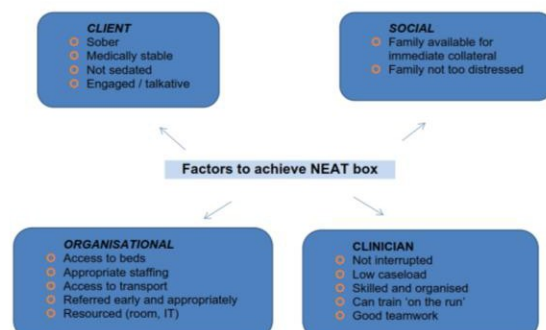 CLIENT
Sober
Medically stable
Not sedated
Engaged / talkative
SOCIAL
Family available for
immediate collateral
Family not too distressed
Factors to achieve NEAT box
ORGANISATIONAL
Access to beds
Appropriate staffing
Access to transport
Referred early and appropriately
Resourced (room, IT)
CLINICIAN
Not interrupted
Low caseload
Skilled and organised
Can train ‘on the run’
Good teamwork